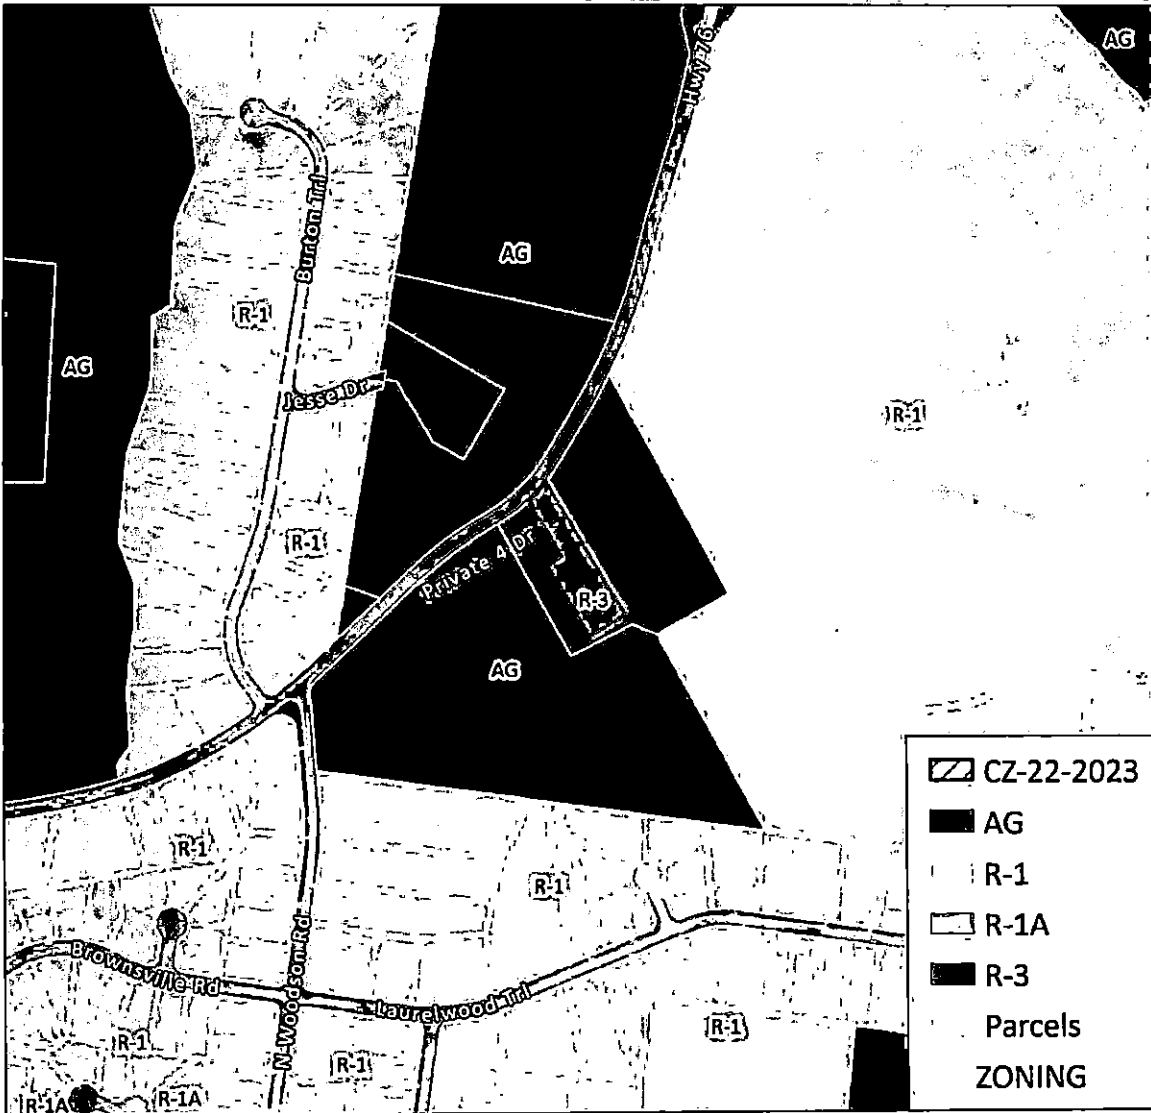 AG
Hwy 76
Burton Trl
AG
R-1
AG
Jesse Dr
R-1
R-1
Private 4 Dr
R-3
AG
R-1
R-1
N Woodson Rd
Brownsville Rd
Laurelwood Trl
R-1
R-1
R-1
R-1A
R-1A
CZ-22-2023
AG
R-1
R-1A
R-3
Parcels
ZONING